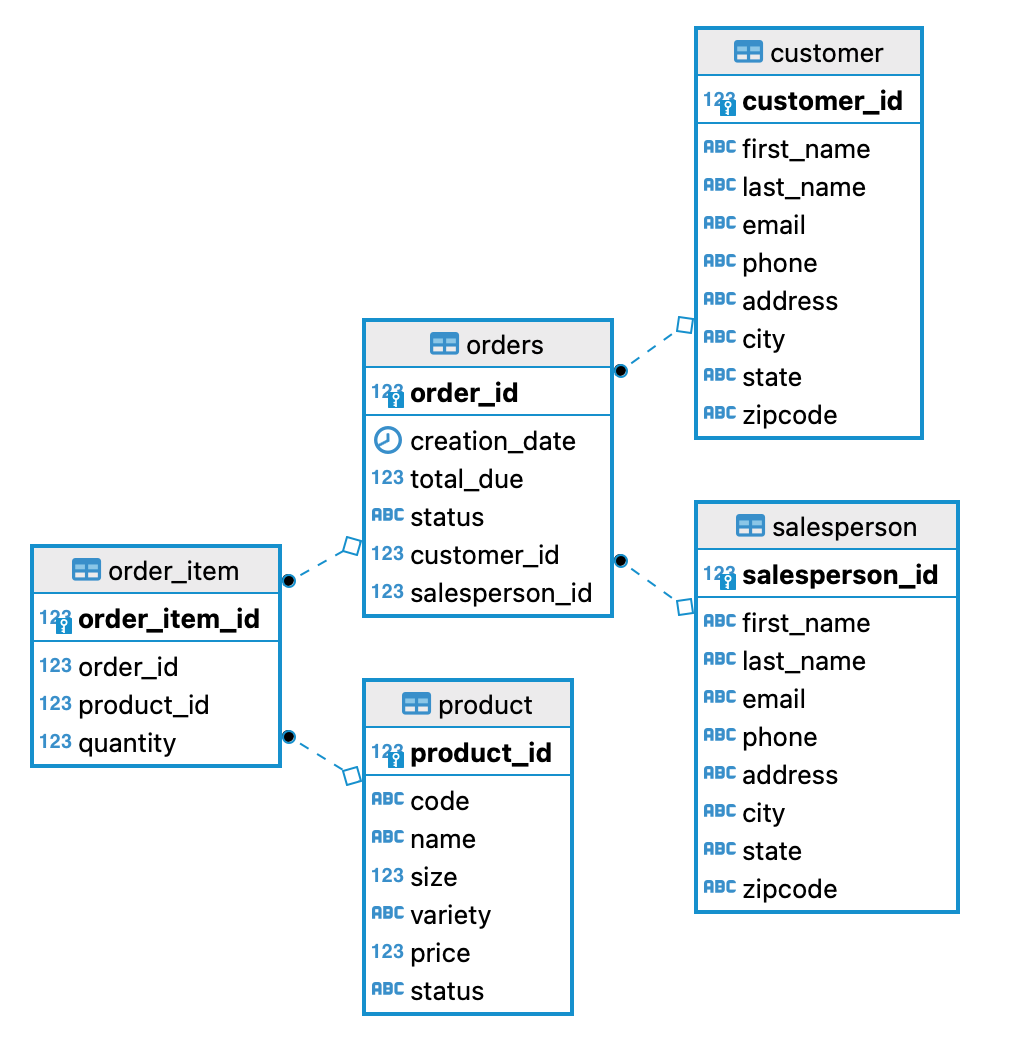 customer
123 customer_id
ABC first_name
ABC last_name
ABC email
ABC phone
ABC address
ABC city
ABC state
ABC zipcode
orders
123 order_id
creation_date
123 total_due
ABC status
123 customer_id
123 salesperson_id
salesperson
123 salesperson_id
ABC first_name
ABC last_name
ABC email
ABC phone
ABC address
ABC city
ABC state
ABC zipcode
order_item
123 order_item_id
123 order_id
123 product_id
123 quantity
product
123 product_id
ABC code
ABC name
123 size
ABC variety
123 price
ABC status